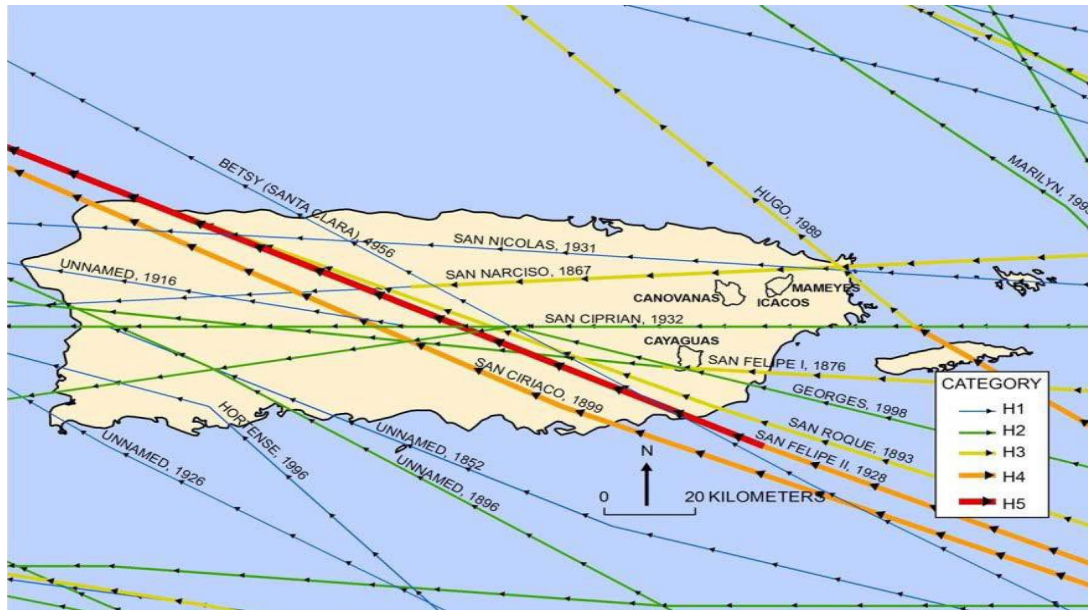 BETSY (SANTA CLARA) 4956
HUGO, 1989
MARILYN, 199
SAN NICOLAS, 1931
UNNAMED, 1916
SAN NARCISO, 1867
MAMEYES
CANOVANAS
ICACOS
SAN CIPRIAN, 1932
CAYAGUAS
SAN FELIPE I, 1876
SAN CIRIACO, 1899
GEORGES, 1998
SAN ROQUE, 1893
SAN FELIPE II, 1928
HORTENSE, 1996
UNNAMED, 1926
UNNAMED, 1852
UNNAMED, 1896
N
0 20 KILOMETERS
CATEGORY
H1
H2
H3
H4
H5